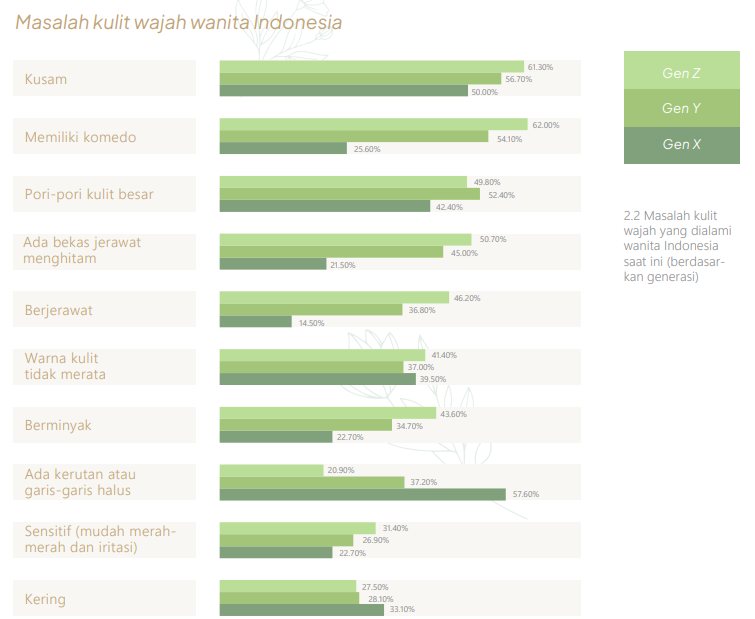 Masalah kulit wajah wanita Indonesia
Kusam
61.30%
56.70%
50.00%
Memiliki komedo
62.00%
54.10%
25.60%
Pori-pori kulit besar
49.80%
52.40%
42.40%
Ada bekas jerawat
menghitam
50.70%
45.00%
21.50%
Berjerawat
46.20%
36.80%
14.50%
Warna kulit
tidak merata
41.40%
37.00%
39.50%
Berminyak
43.60%
34.70%
22.70%
Ada kerutan atau
garis-garis halus
20.90%
37.20%
57.60%
Sensitif (mudah merah-
merah dan iritasi)
31.40%
26.90%
22.70%
Kering
27.50%
28.10%
33.10%
Gen Z
Gen Y
Gen X
2.2 Masalah kulit
wajah yang dialami
wanita Indonesia
saat ini (berdasar-
kan generasi)